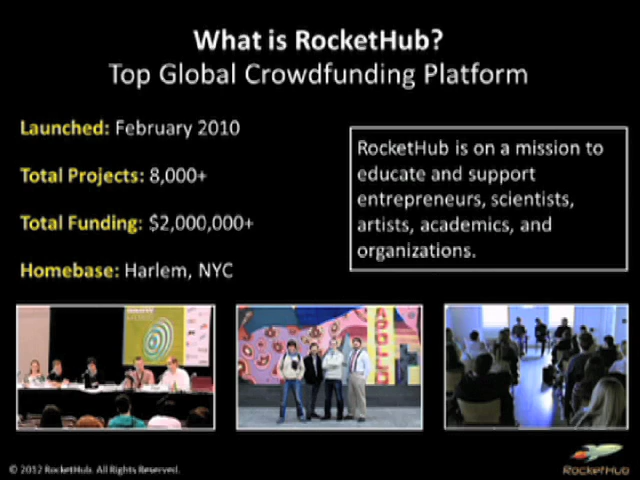 What is RocketHub?
Top Global Crowdfunding Platform
Launched: February 2010
Total Projects: 8,000+
Total Funding: $2,000,000+
Homebase: Harlem, NYC
RocketHub is on a mission to
educate and support
entrepreneurs, scientists,
artists, academics, and
organizations.
APOLLO
© 2012 RocketHub. All Rights Reserved.
RocketHub